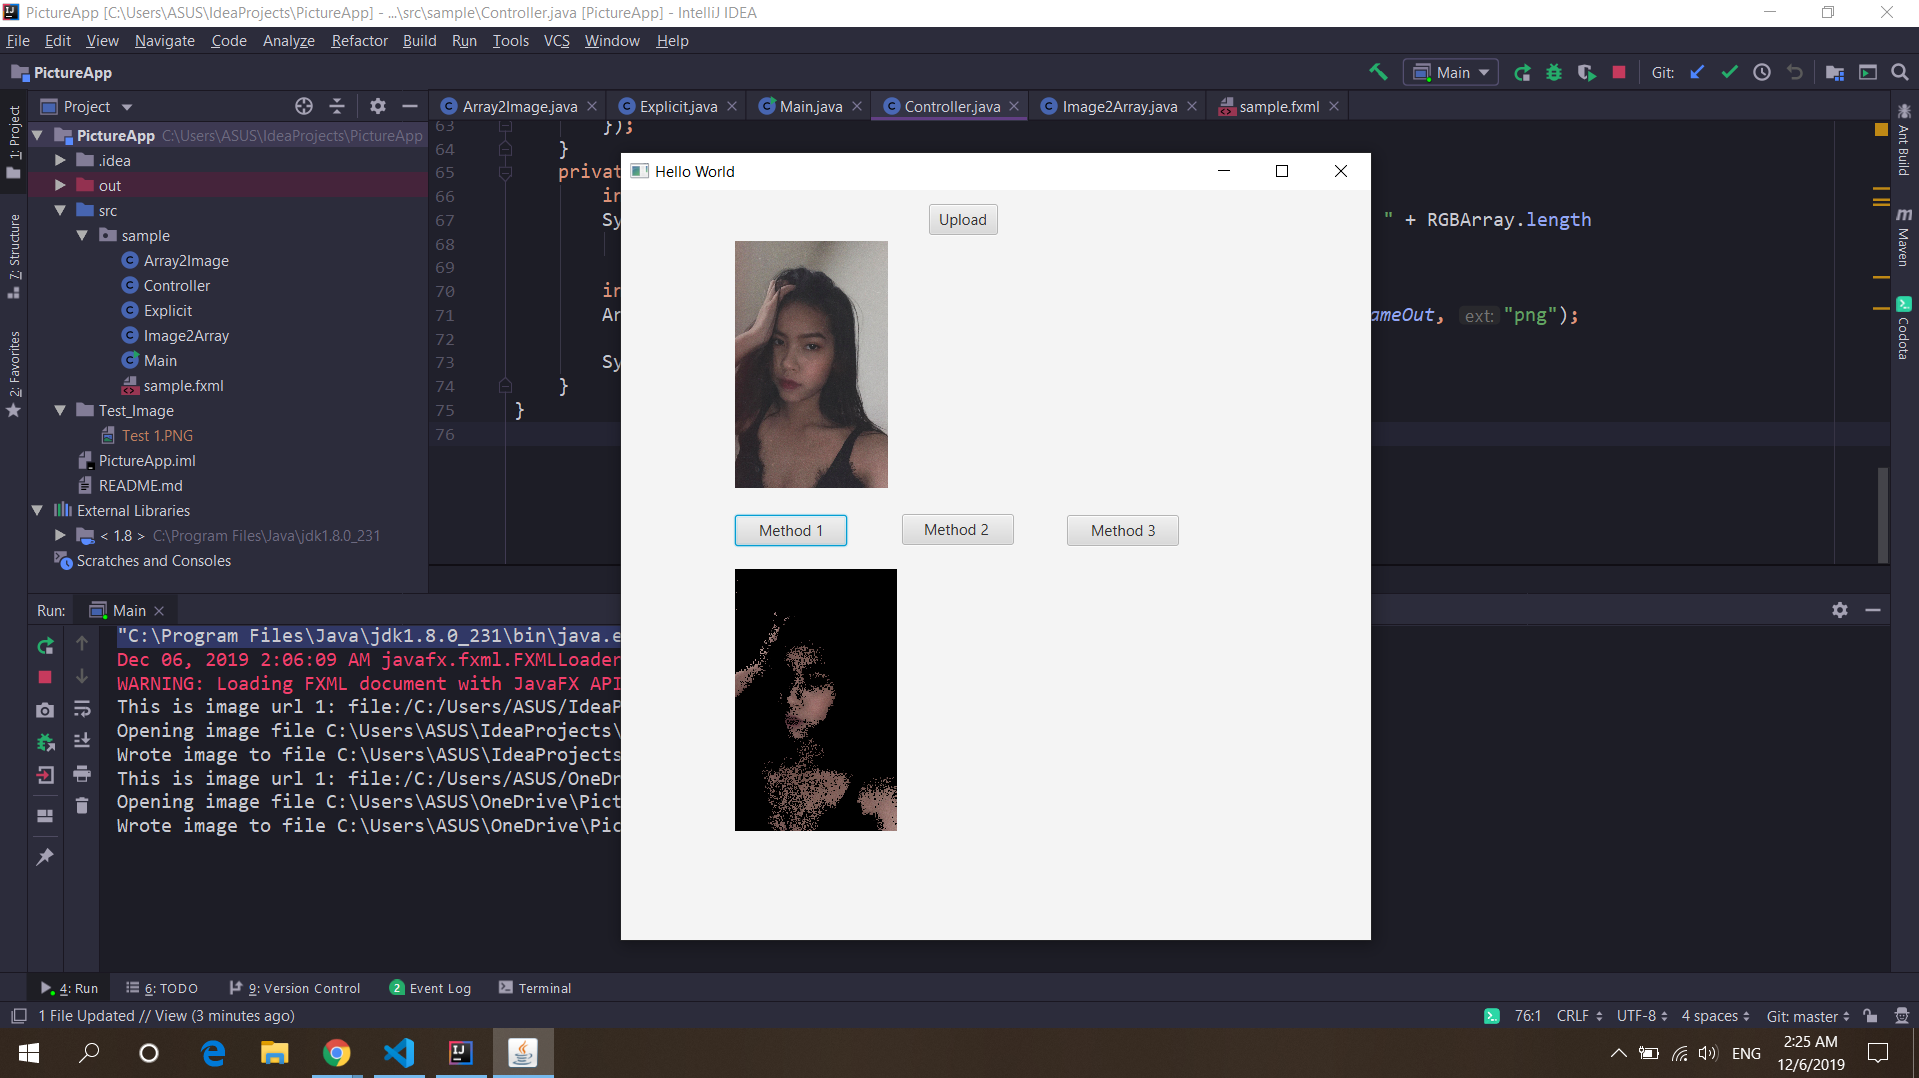 PictureApp [C:\Users\ASUS\IdeaProjects\PictureApp] - ...\src\sample\Controller.java [PictureApp] - IntelliJ IDEA
File Edit View Navigate Code Analyze Refactor Build Run Tools VCS Window Help
PictureApp
Main
Git:
Project
Array2Image.java
Explicit.java
Main.java
Controller.java
Image2Array.java
sample.fxml
1: Project
7: Structure
2: Favorites
PictureApp C:\Users\ASUS\IdeaProjects\PictureApp
.idea
out
src
sample
Array2Image
Controller
Explicit
Image2Array
Main
sample.fxml
Test_Image
Test 1.PNG
PictureApp.iml
README.md
External Libraries
< 1.8 > C:\Program Files\Java\jdk1.8.0_231
Scratches and Consoles
63 });
64 }
65 privat
66 in
67 Sy " + RGBArray.length
68
69
70 in
71 Ar ameOut, ext: "png");
72
73 Sy
74 }
75 }
76
Ant Build
Maven
Codota
Hello World
Upload
Method 1
Method 2
Method 3
Run: Main
"C:\Program Files\Java\jdk1.8.0_231\bin\java.e
Dec 06, 2019 2:06:09 AM javafx.fxml.FXMLLoader
WARNING: Loading FXML document with JavaFX API
This is image url 1: file:/C:/Users/ASUS/IdeaP
Opening image file C:\Users\ASUS\IdeaProjects\
Wrote image to file C:\Users\ASUS\IdeaProjects
This is image url 1: file:/C:/Users/ASUS/OneDr
Opening image file C:\Users\ASUS\OneDrive\Pict
Wrote image to file C:\Users\ASUS\OneDrive\Pic
4: Run
6: TODO
9: Version Control
2 Event Log
Terminal
1 File Updated // View (3 minutes ago)
76:1 CRLF UTF-8 4 spaces Git: master
ENG
2:25 AM
12/6/2019